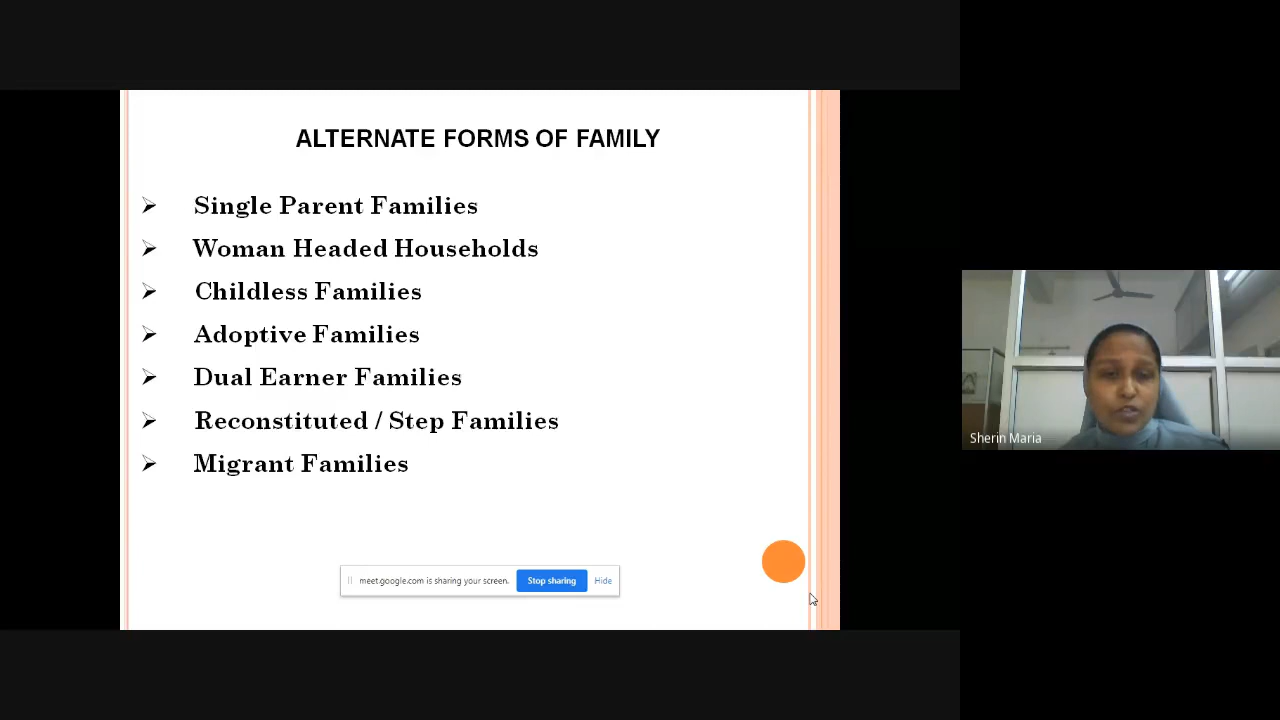 ALTERNATE FORMS OF FAMILY
Single Parent Families
Woman Headed Households
Childless Families
Adoptive Families
Dual Earner Families
Reconstituted / Step Families
Migrant Families
meet.google.com is sharing your screen.
Stop sharing
Hide
Sherin Maria